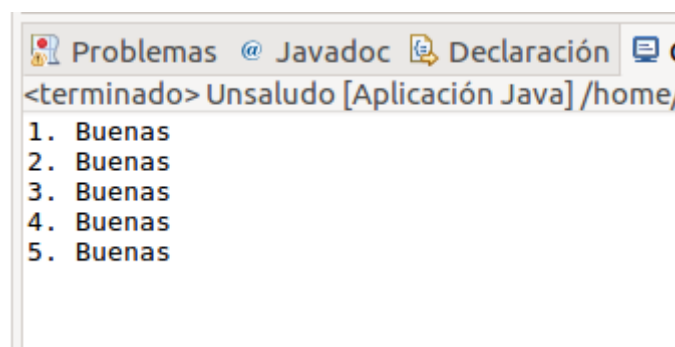 Problemas @ Javadoc Declaración
<terminado> Unsaludo [Aplicación Java] /home/
1. Buenas
2. Buenas
3. Buenas
4. Buenas
5. Buenas